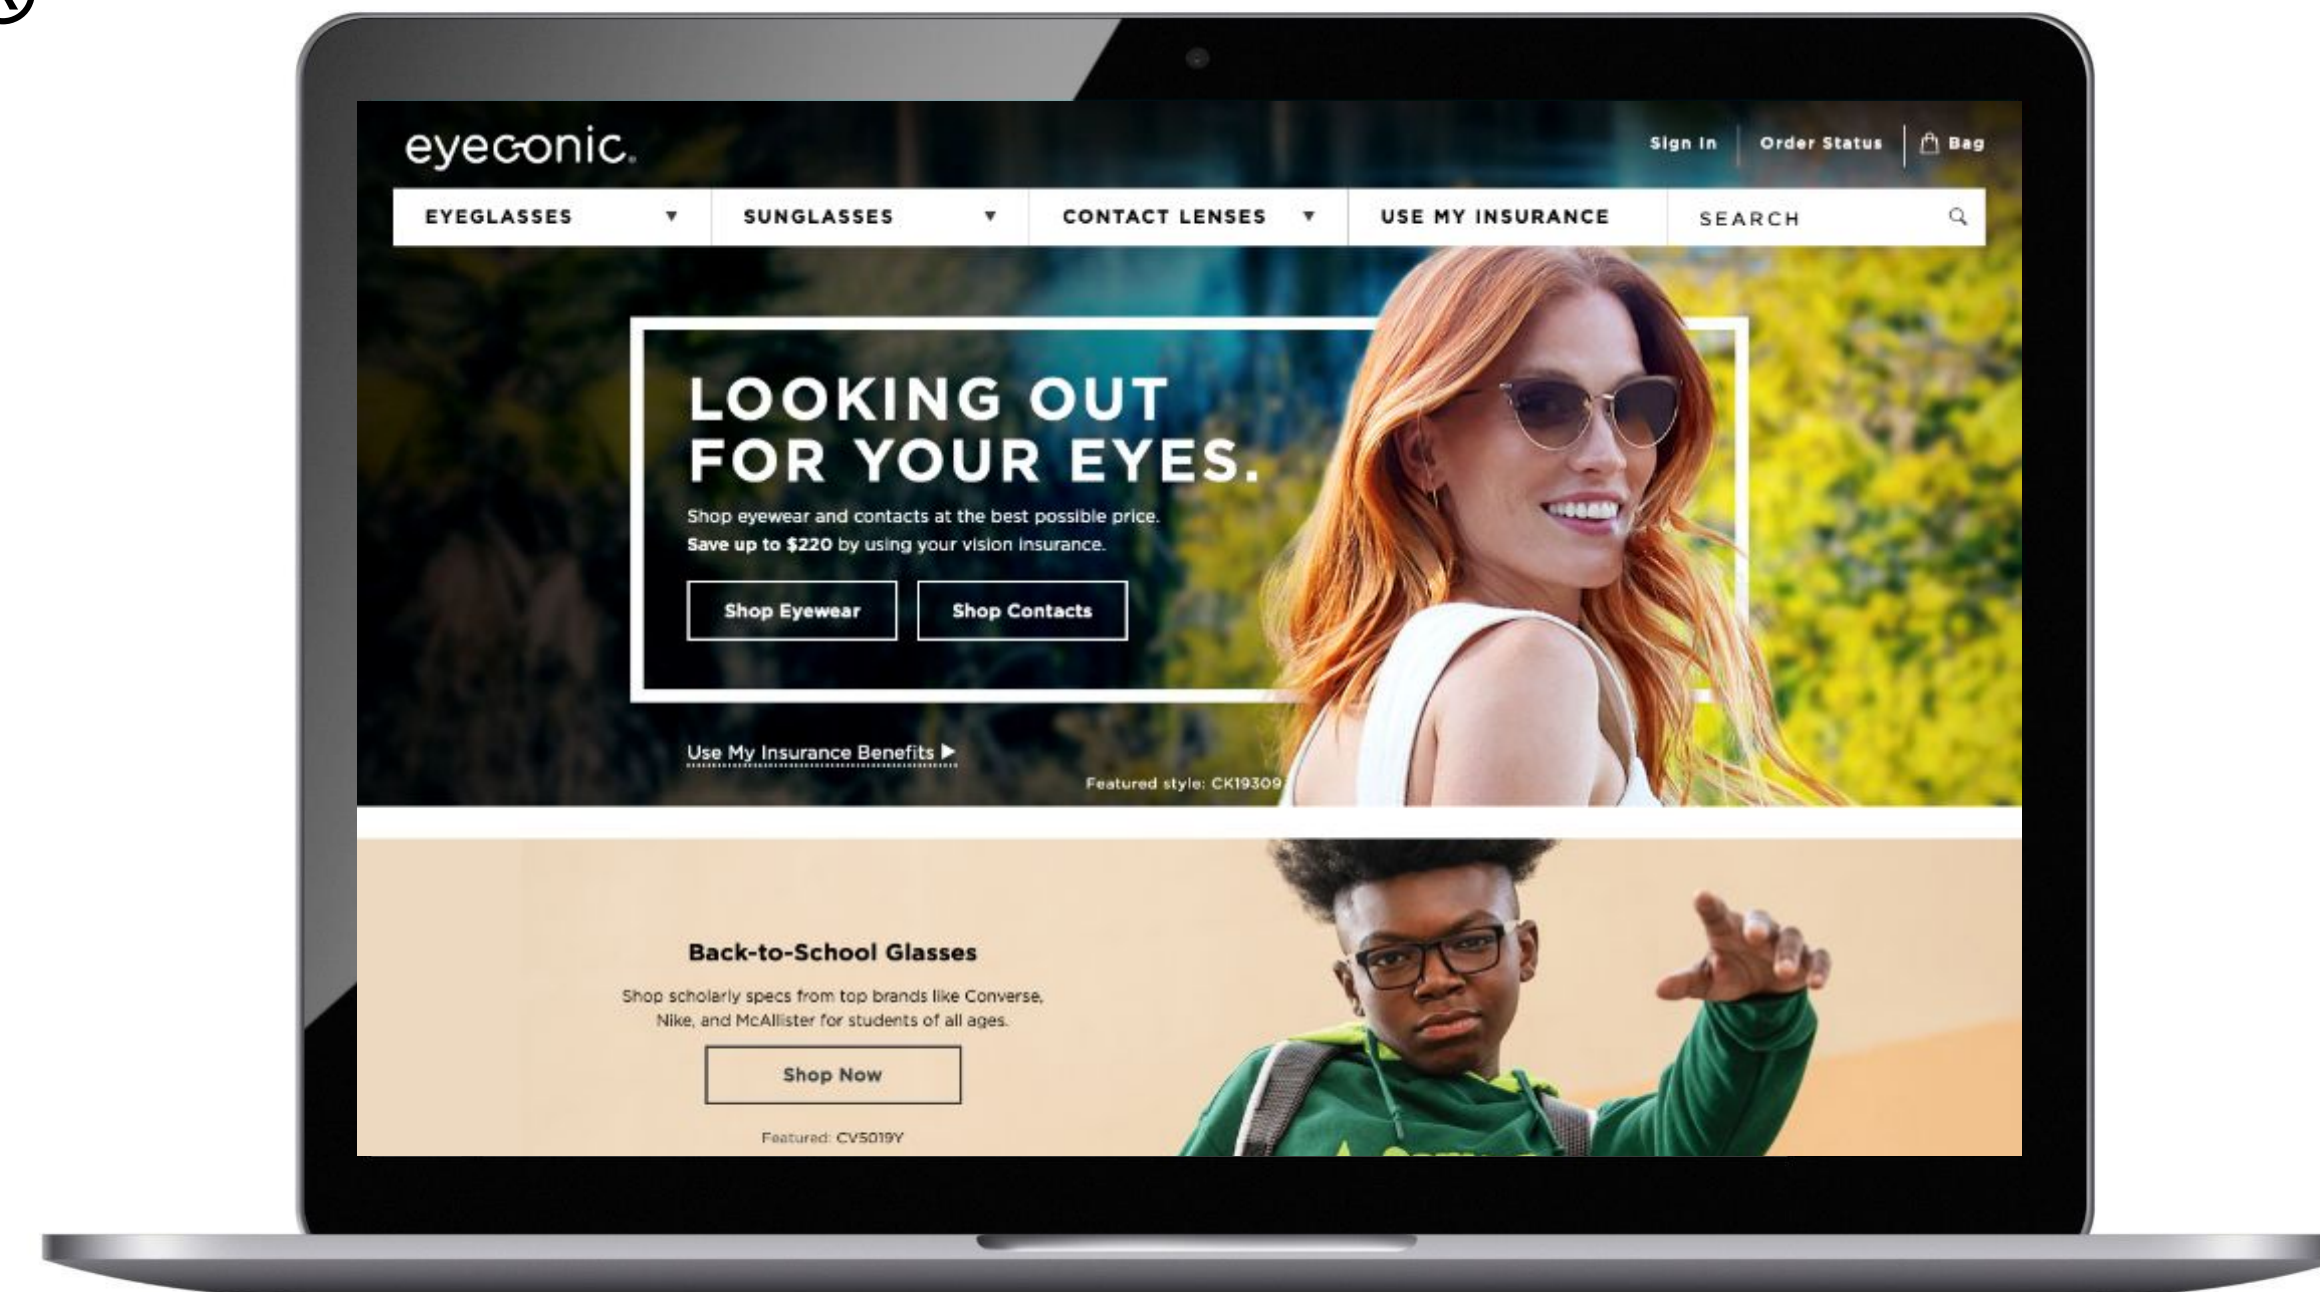 ®
eyeconic.
Sign In
Order Status
Bag
EYEGLASSES ▼
SUNGLASSES ▼
CONTACT LENSES ▼
USE MY INSURANCE
SEARCH
LOOKING OUT
FOR YOUR EYES.
Shop eyewear and contacts at the best possible price.
Save up to $220 by using your vision insurance.
Shop Eyewear
Shop Contacts
Use My Insurance Benefits ▶
Featured style: CK19309
Back-to-School Glasses
Shop scholarly specs from top brands like Converse,
Nike, and McAllister for students of all ages.
Shop Now
Featured: CV5019Y